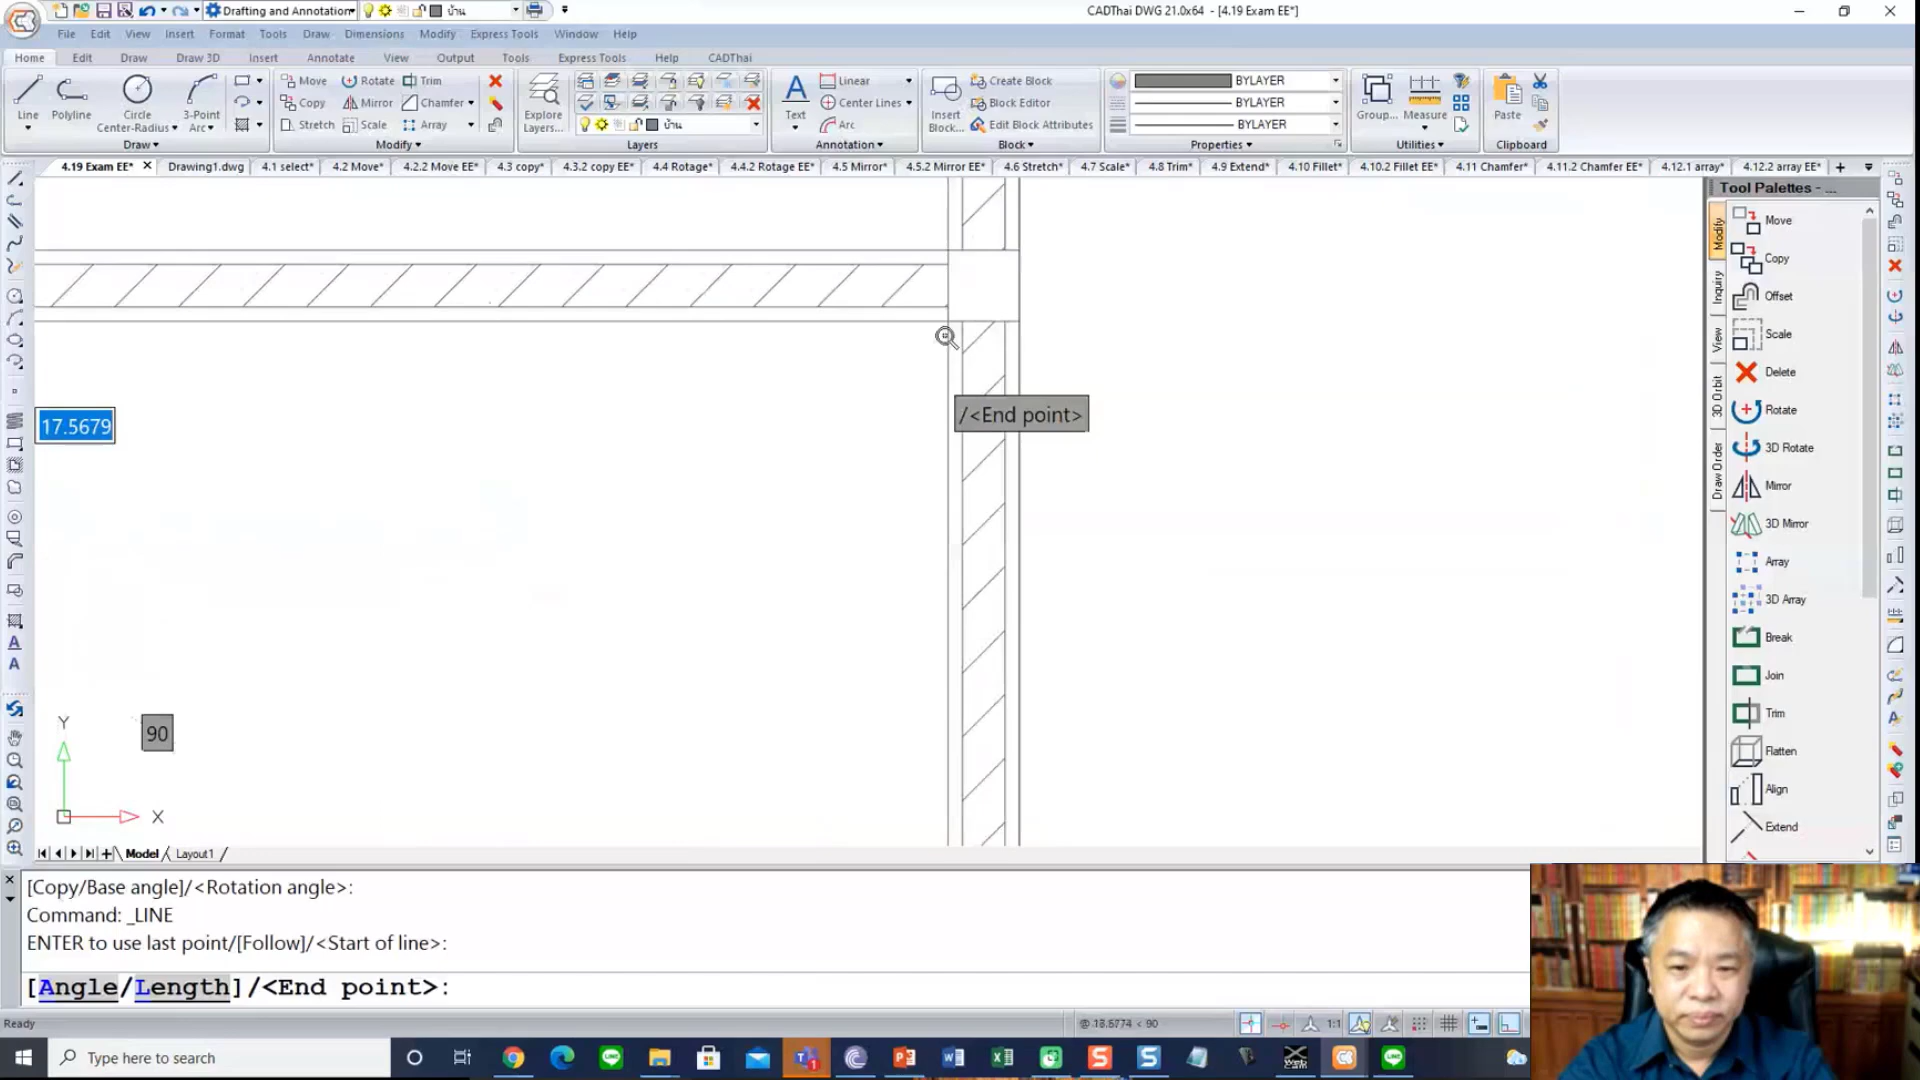 Drafting and Annotation
บ้าน
CADThai DWG 21.0x64 - [4.19 Exam EE*]
File Edit View Insert Format Tools Draw Dimensions Modify Express Tools Window Help
Home Edit Draw Draw 3D Insert Annotate View Output Tools Express Tools Help CADThai
Line
Polyline
Circle
Center-Radius
3-Point
Arc
Draw
Move Rotate Trim
Copy Mirror Chamfer
Stretch Scale Array
Modify
Explore
Layers...
บ้าน
Layers
Text
Linear
Center Lines
Arc
Annotation
Insert
Block...
Create Block
Block Editor
Edit Block Attributes
Block
BYLAYER
BYLAYER
BYLAYER
Properties
Group...
Measure
Utilities
Paste
Clipboard
4.19 Exam EE* Drawing1.dwg 4.1 select* 4.2 Move* 4.2.2 Move EE* 4.3 copy* 4.3.2 copy EE* 4.4 Rotage* 4.4.2 Rotage EE* 4.5 Mirror* 4.5.2 Mirror EE* 4.6 Stretch* 4.7 Scale* 4.8 Trim* 4.9 Extend* 4.10 Fillet* 4.10.2 Fillet EE* 4.11 Chamfer* 4.11.2 Chamfer EE* 4.12.1 array* 4.12.2 array EE*
Tool Palettes - ...
Modify
Inquiry
View
3D Orbit
Draw Order
Move
Copy
Offset
Scale
Delete
Rotate
3D Rotate
Mirror
3D Mirror
Array
3D Array
Break
Join
Trim
Flatten
Align
Extend
/<End point>
17.5679
90
Y
X
Model Layout1
[Copy/Base angle]/<Rotation angle>:
Command: _LINE
ENTER to use last point/[Follow]/<Start of line>:
[Angle/Length]/<End point>:
Ready
@ 18.6774 < 90
1:1
Type here to search